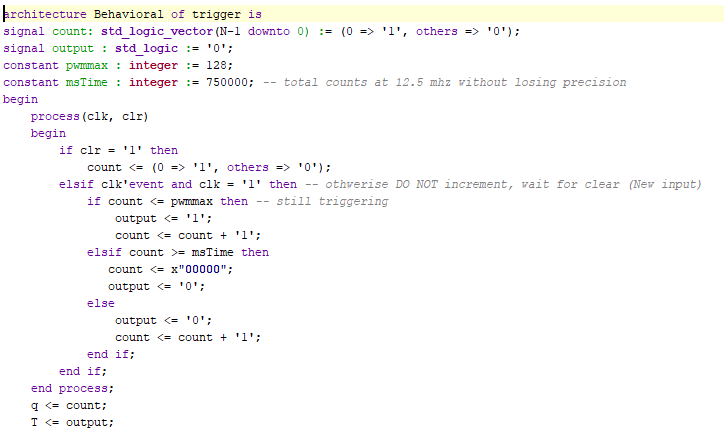 architecture Behavioral of trigger is
signal count: std_logic_vector(N-1 downto 0) := (0 => '1', others => '0');
signal output : std_logic := '0';
constant pwmmax : integer := 128;
constant msTime : integer := 750000; -- total counts at 12.5 mhz without losing precision
begin
    process(clk, clr)
    begin
        if clr = '1' then
            count <= (0 => '1', others => '0');
        elsif clk'event and clk = '1' then -- othwerise DO NOT increment, wait for clear (New input)
            if count <= pwmmax then -- still triggering
                output <= '1';
                count <= count + '1';
            elsif count >= msTime then
               count <= x"00000";
               output <= '0';
            else
                output <= '0';
                count <= count + '1';
            end if;
        end if;
    end process;
    q <= count;
    T <= output;